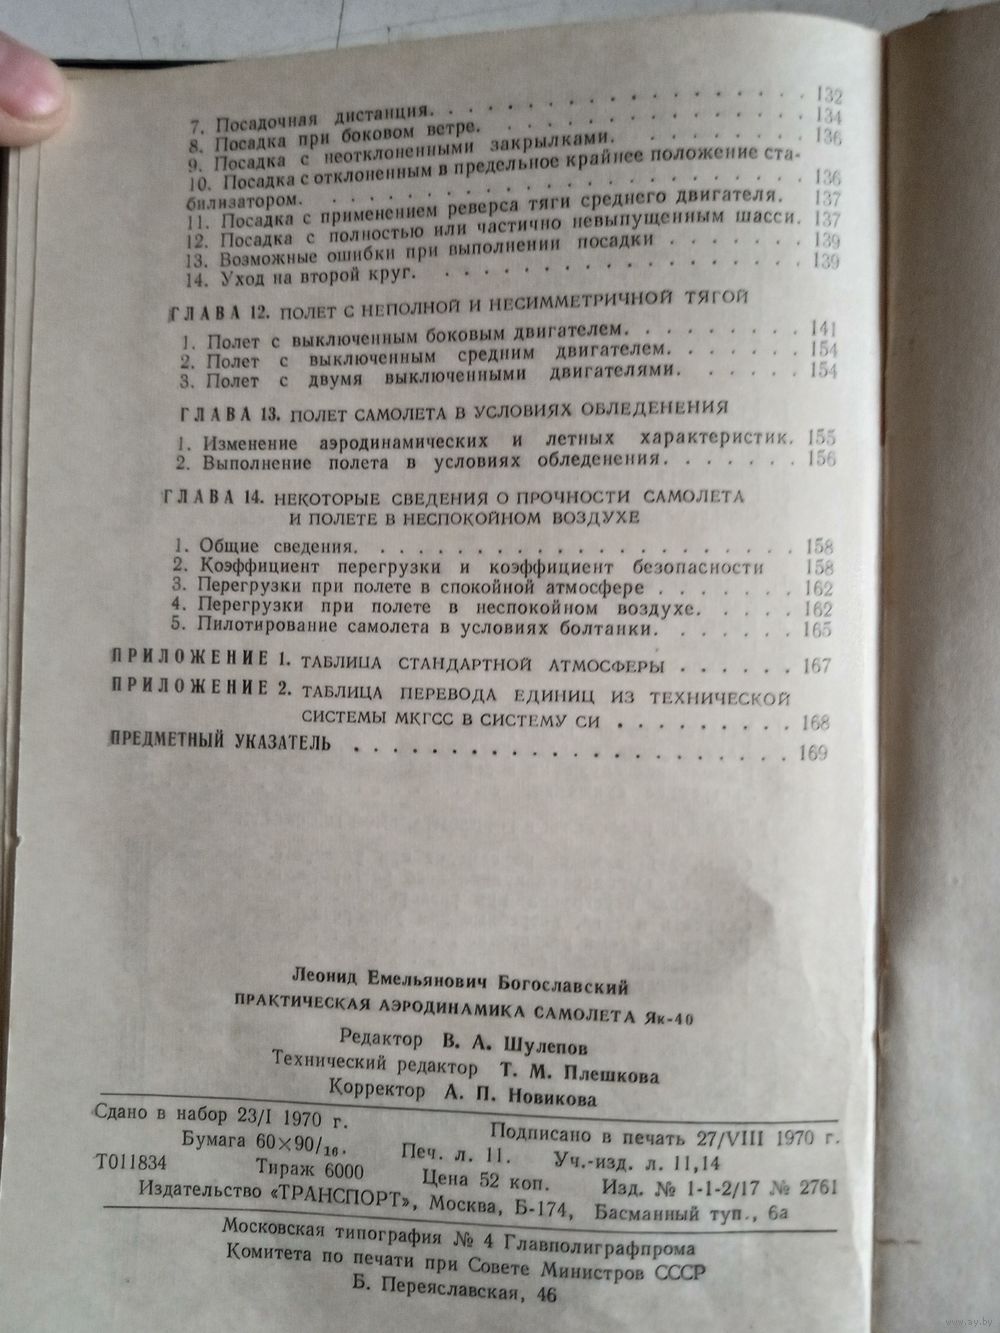 7. Посадочная дистанция. . . . . . . . . . . . . . . . . . 132
8. Посадка при боковом ветре. . . . . . . . . . . . . . . 134
9. Посадка с неотклоненными закрылками. . . . . . . . . 136
10. Посадка с отклоненным в предельное крайнее положение ста-
билизатором. . . . . . . . . . . . . . . . . . . . . . 136
11. Посадка с применением реверса тяги среднего двигателя. 137
12. Посадка с полностью или частично невыпущенным шасси. 137
13. Возможные ошибки при выполнении посадки . . . . . . . 139
14. Уход на второй круг. . . . . . . . . . . . . . . . . . 139
ГЛАВА 12. ПОЛЕТ С НЕПОЛНОЙ И НЕСИММЕТРИЧНОЙ ТЯГОЙ
1. Полет с выключенным боковым двигателем. . . . . . . . 141
2. Полет с выключенным средним двигателем. . . . . . . 154
3. Полет с двумя выключенными двигателями. . . . . . 154
ГЛАВА 13. ПОЛЕТ САМОЛЕТА В УСЛОВИЯХ ОБЛЕДЕНЕНИЯ
1. Изменение аэродинамических и летных характеристик. 155
2. Выполнение полета в условиях обледенения. . . . . . . 156
ГЛАВА 14. НЕКОТОРЫЕ СВЕДЕНИЯ О ПРОЧНОСТИ САМОЛЕТА
И ПОЛЕТЕ В НЕСПОКОЙНОМ ВОЗДУХЕ
1. Общие сведения. . . . . . . . . . . . . . . . . . . . 158
2. Коэффициент перегрузки и коэффициент безопасности 158
3. Перегрузки при полете в спокойной атмосфере . . . . . . . 162
4. Перегрузки при полете в неспокойном воздухе. . . . . 162
5. Пилотирование самолета в условиях болтанки. . . . . . . 165
ПРИЛОЖЕНИЕ 1. ТАБЛИЦА СТАНДАРТНОЙ АТМОСФЕРЫ . . . . . . 167
ПРИЛОЖЕНИЕ 2. ТАБЛИЦА ПЕРЕВОДА ЕДИНИЦ ИЗ ТЕХНИЧЕСКОЙ
СИСТЕМЫ МКГСС В СИСТЕМУ СИ . . . . . . . . . 168
ПРЕДМЕТНЫЙ УКАЗАТЕЛЬ . . . . . . . . . . . . . . . . . . . 169
Леонид Емельянович Богославский
ПРАКТИЧЕСКАЯ АЭРОДИНАМИКА САМОЛЕТА Як-40
Редактор В. А. Шулепов
Технический редактор Т. М. Плешкова
Корректор А. П. Новикова
Сдано в набор 23/I 1970 г. Подписано в печать 27/VIII 1970 г.
Бумага 60×90/16. Печ. л. 11. Уч.-изд. л. 11,14
Т011834 Тираж 6000 Цена 52 коп. Изд. № 1-1-2/17 № 2761
Издательство «ТРАНСПОРТ», Москва, Б-174, Басманный туп., 6а
Московская типография № 4 Главполиграфпрома
Комитета по печати при Совете Министров СССР
Б. Переяславская, 46
www.ay.by